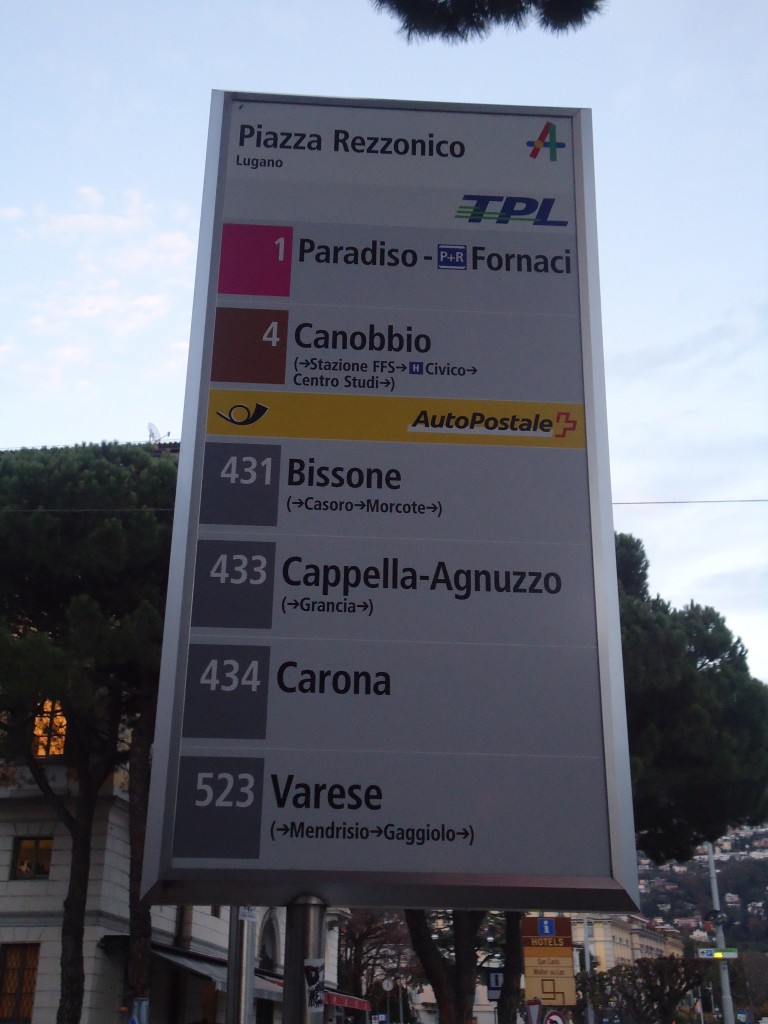 Piazza Rezzonico
Lugano
TPL
1 Paradiso - P+R Fornaci
4 Canobbio
(→Stazione FFS→ H Civico→
Centro Studi→)
AutoPostale
431 Bissone
(→Casoro→Morcote→)
433 Cappella-Agnuzzo
(→Grancia→)
434 Carona
523 Varese
(→Mendrisio→Gaggiolo→)
i
HOTELS
i